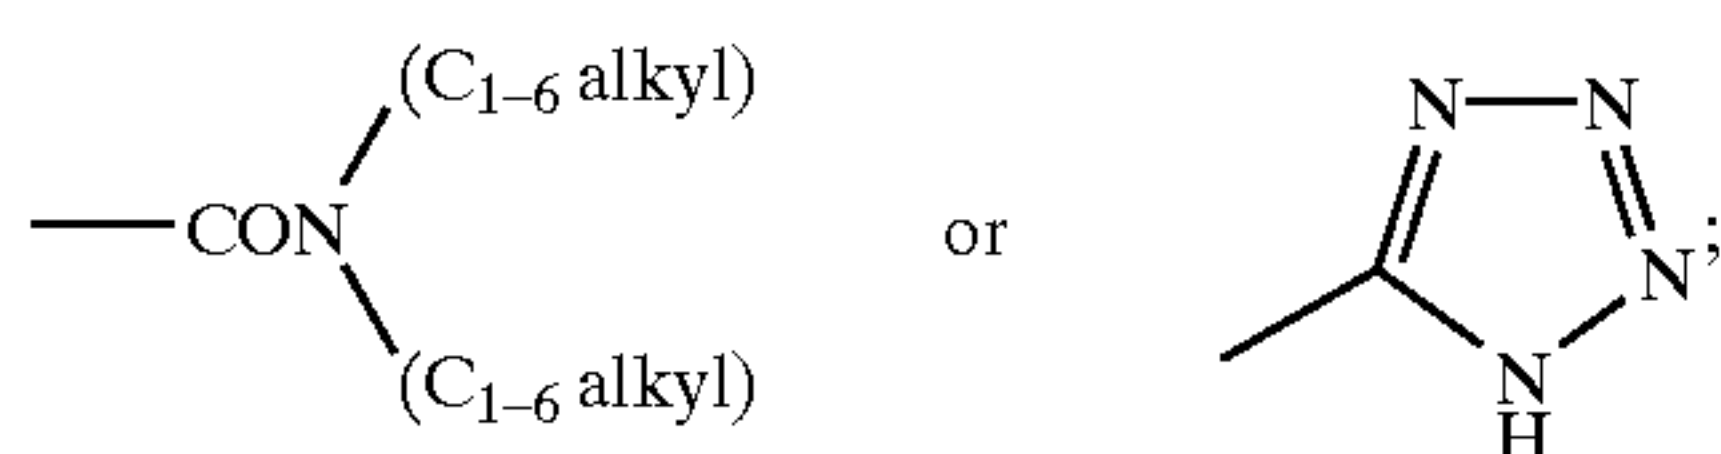 (C1–6 alkyl)
N N
—CON or ;
N
(C1–6 alkyl) N
H